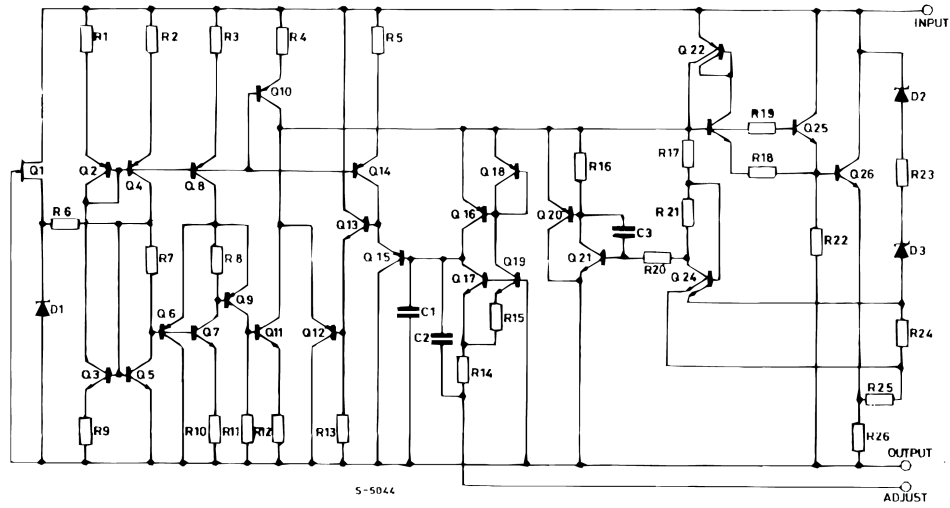 INPUT
R1 R2 R3 R4 R5
Q22
D2
Q10
R19 Q25
R17 R18
Q1 Q2 Q4 Q8 Q14 Q18 R16 Q26 R23
R6 Q13 Q16 Q20 C3 R21
R7 R8 Q15 Q21 R20 Q24 R22 D3
Q17 Q19
D1 Q6 Q9 C1 R15
Q7 Q11 Q12 C2 R24
Q3 Q5 R14
R25
R9 R10 R11 R12 R13 R26
OUTPUT
S-5044
ADJUST